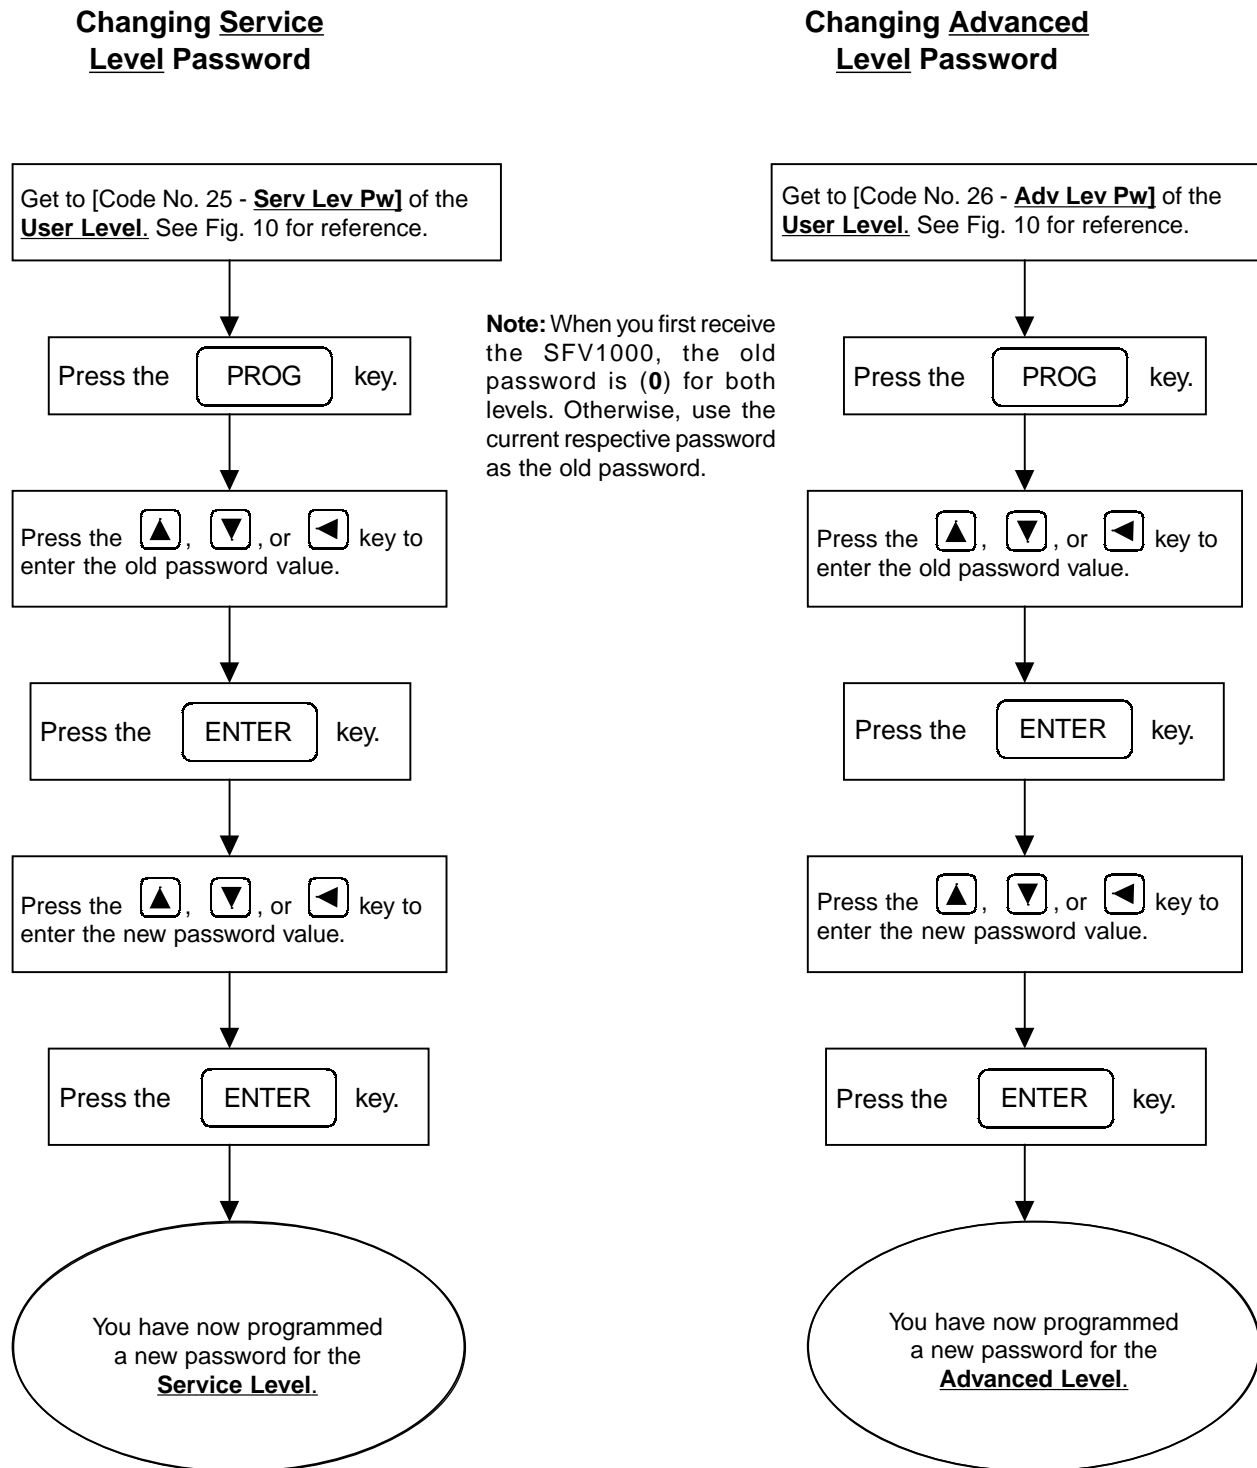 Changing Service
Level Password
Get to [Code No. 25 - Serv Lev Pw] of the
User Level. See Fig. 10 for reference.
Press the PROG key.
Press the ▲, ▼, or ◄ key to
enter the old password value.
Press the ENTER key.
Press the ▲, ▼, or ◄ key to
enter the new password value.
Press the ENTER key.
You have now programmed
a new password for the
Service Level.
Note: When you first receive
the SFV1000, the old
password is (0) for both
levels. Otherwise, use the
current respective password
as the old password.
Changing Advanced
Level Password
Get to [Code No. 26 - Adv Lev Pw] of the
User Level. See Fig. 10 for reference.
Press the PROG key.
Press the ▲, ▼, or ◄ key to
enter the old password value.
Press the ENTER key.
Press the ▲, ▼, or ◄ key to
enter the new password value.
Press the ENTER key.
You have now programmed
a new password for the
Advanced Level.